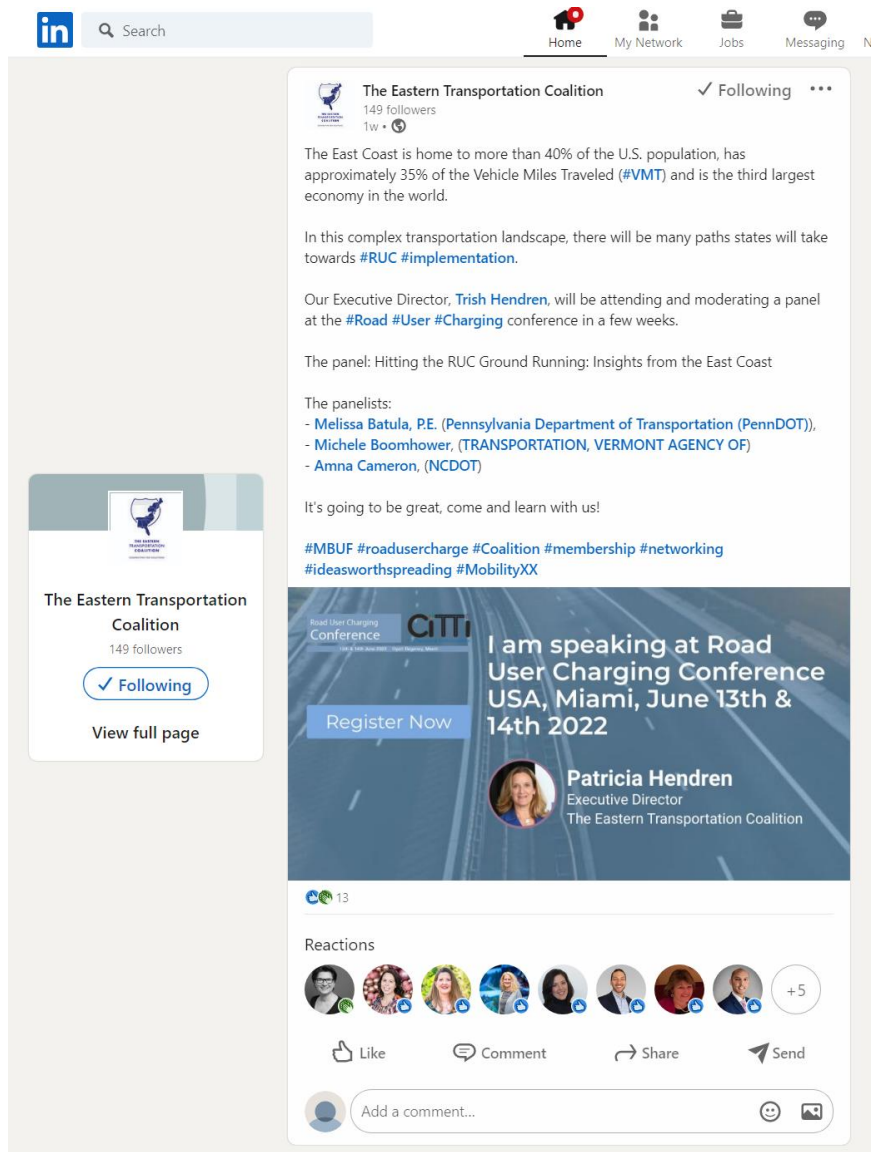 in
Search
Home
My Network
Jobs
Messaging
N
The Eastern Transportation Coalition
149 followers
1w •
✓ Following •••
The East Coast is home to more than 40% of the U.S. population, has
approximately 35% of the Vehicle Miles Traveled (#VMT) and is the third largest
economy in the world.
In this complex transportation landscape, there will be many paths states will take
towards #RUC #implementation.
Our Executive Director, Trish Hendren, will be attending and moderating a panel
at the #Road #User #Charging conference in a few weeks.
The panel: Hitting the RUC Ground Running: Insights from the East Coast
The panelists:
- Melissa Batula, P.E. (Pennsylvania Department of Transportation (PennDOT)),
- Michele Boomhower, (TRANSPORTATION, VERMONT AGENCY OF)
- Amna Cameron, (NCDOT)
It's going to be great, come and learn with us!
#MBUF #roadusercharge #Coalition #membership #networking
#ideasworthspreading #MobilityXX
THE EASTERN
TRANSPORTATION
COALITION
The Eastern Transportation
Coalition
149 followers
✓ Following
View full page
Road User Charging
Conference
CiTTi
Register Now
I am speaking at Road
User Charging Conference
USA, Miami, June 13th &
14th 2022
Patricia Hendren
Executive Director
The Eastern Transportation Coalition
13
Reactions
+5
Like
Comment
Share
Send
Add a comment...